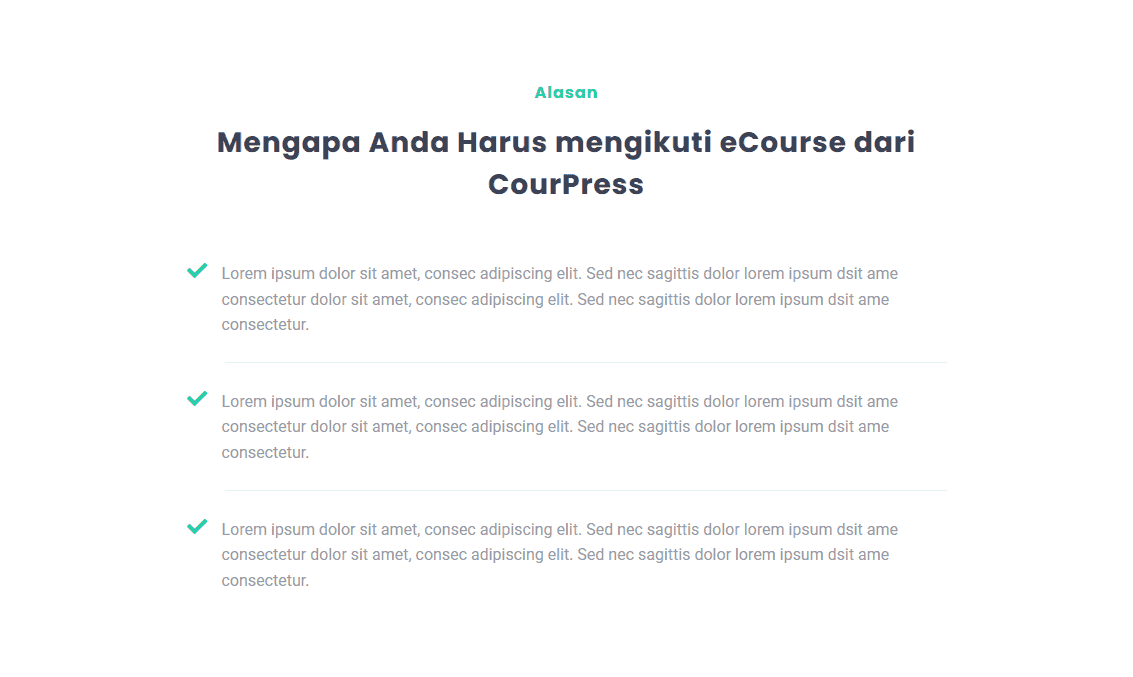 Alasan
Mengapa Anda Harus mengikuti eCourse dari
CourPress
Lorem ipsum dolor sit amet, consec adipiscing elit. Sed nec sagittis dolor lorem ipsum dsit ame
consectetur dolor sit amet, consec adipiscing elit. Sed nec sagittis dolor lorem ipsum dsit ame
consectetur.
Lorem ipsum dolor sit amet, consec adipiscing elit. Sed nec sagittis dolor lorem ipsum dsit ame
consectetur dolor sit amet, consec adipiscing elit. Sed nec sagittis dolor lorem ipsum dsit ame
consectetur.
Lorem ipsum dolor sit amet, consec adipiscing elit. Sed nec sagittis dolor lorem ipsum dsit ame
consectetur dolor sit amet, consec adipiscing elit. Sed nec sagittis dolor lorem ipsum dsit ame
consectetur.